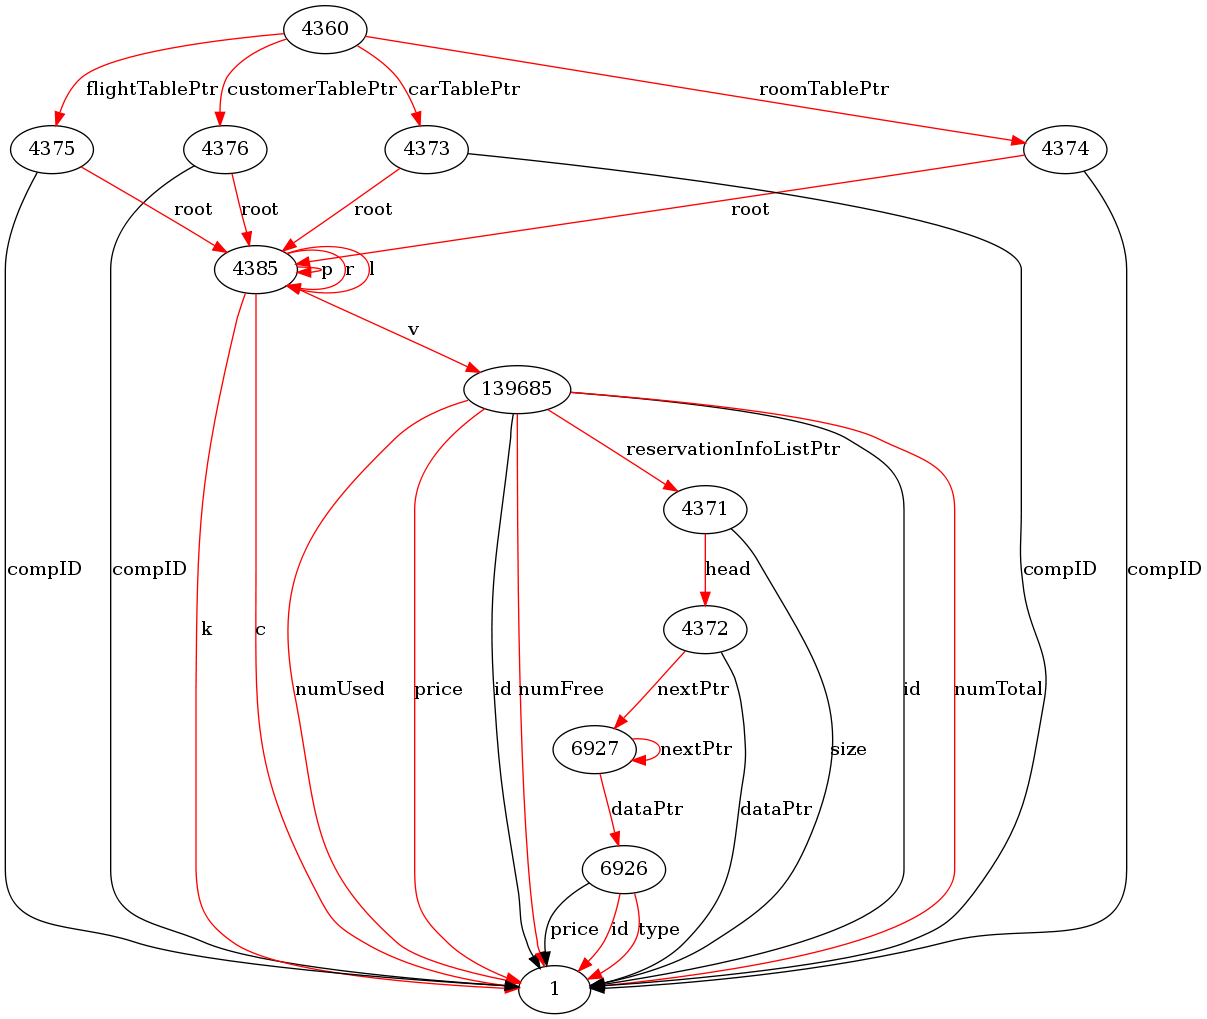 4360
flightTablePtr customerTablePtr carTablePtr roomTablePtr
4375 4376 4373 4374
root root root root
4385 p r l
v
139685
reservationInfoListPtr
4371
compID compID head compID compID
k c 4372
numUsed price id numFree nextPtr id numTotal
6927 nextPtr size
dataPtr dataPtr
6926
price id type
1